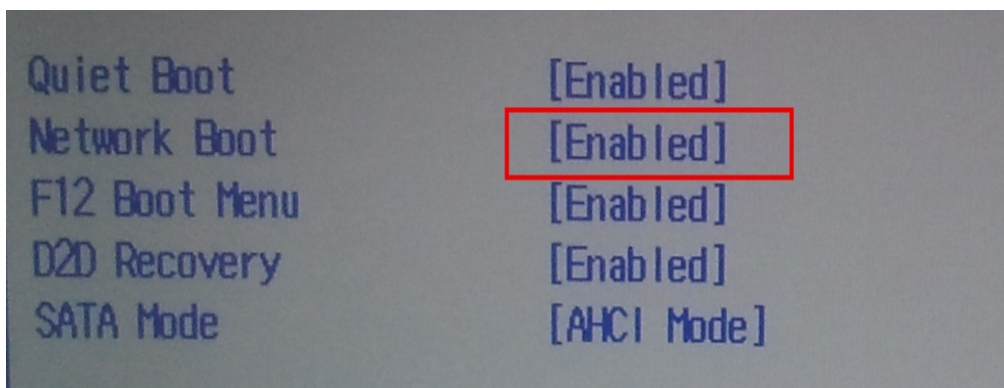 Quiet Boot [Enabled]
Network Boot [Enabled]
F12 Boot Menu [Enabled]
D2D Recovery [Enabled]
SATA Mode [AHCI Mode]